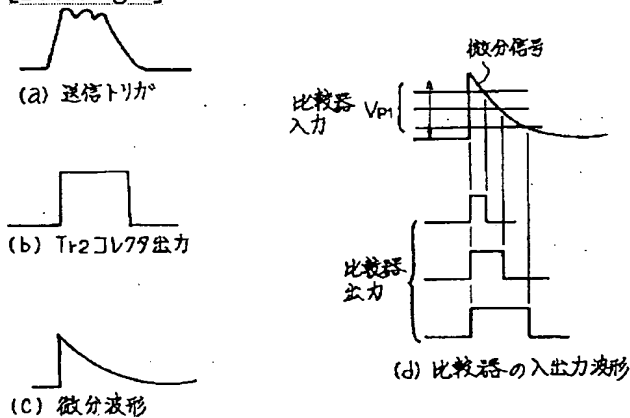 (a) 送信トリガ
(b) Tr2コレクタ出力
(c) 微分波形
微分信号
比較器
入力
VP1
比較器
出力
(d) 比較器の入出力波形